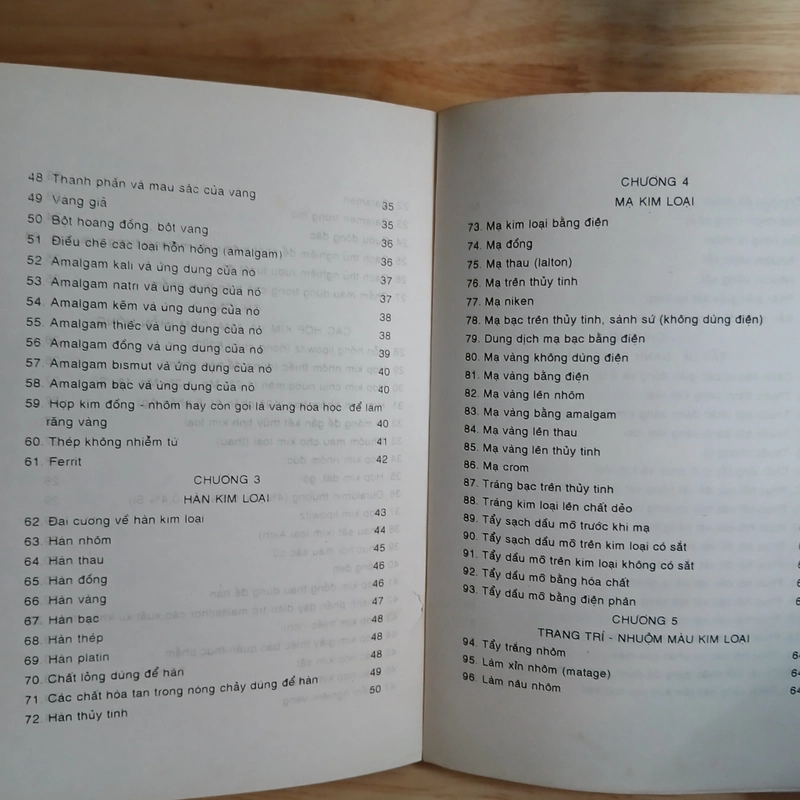 48 Thành phần và màu sắc của vàng 35
49 Vàng giả 35
50 Bột hoàng đồng, bột vàng 36
51 Điều chế các loại hỗn hống (amalgam) 36
52 Amalgam kali và ứng dụng của nó 37
53 Amalgam natri và ứng dụng của nó 37
54 Amalgam kẽm và ứng dụng của nó 38
55. Amalgam thiếc và ứng dụng của nó 38
56 Amalgam đồng và ứng dụng của nó 39
57. Amalgam bismut và ứng dụng của nó 40
58. Amalgam bạc và ứng dụng của nó 40
59 Hợp kim đồng - nhôm hay còn gọi là vàng hóa học để làm
răng vàng 40
60. Thép không nhiễm từ 41
61. Ferrit 42
CHƯƠNG 3
HÀN KIM LOẠI
62 Đại cương về hàn kim loại 43
63 Hàn nhôm 44
64 Hàn thau 45
65 Hàn đồng 46
66 Hàn vàng 46
67 Hàn bạc 47
68 Hàn thép 48
69 Hàn platin 48
70 Chất lỏng dùng để hàn 48
71 Các chất hòa tan trong nóng chảy dùng để hàn 49
72 Hàn thủy tinh 50
CHƯƠNG 4
MẠ KIM LOẠI
73. Mạ kim loại bằng điện
74. Mạ đồng
75. Mạ thau (lalton)
76. Mạ trên thủy tinh
77. Mạ niken
78. Mạ bạc trên thủy tinh, sành sứ (không dùng điện)
79. Dung dịch mạ bạc bằng điện
80. Mạ vàng không dùng điện
81. Mạ vàng bằng điện
82. Mạ vàng lên nhôm
83. Mạ vàng bằng amalgam
84. Mạ vàng lên thau
85. Mạ vàng lên thủy tinh
86. Mạ crom
87. Tráng bạc trên thủy tinh
88. Tráng kim loại lên chất dẻo
89. Tẩy sạch dầu mỡ trước khi mạ
90. Tẩy sạch dầu mỡ trên kim loại có sắt
91. Tẩy dầu mỡ trên kim loại không có sắt
92. Tẩy dầu mỡ bằng hóa chất
93. Tẩy dầu mỡ bằng điện phân
CHƯƠNG 5
TRANG TRÍ - NHUỘM MÀU KIM LOẠI
94. Tẩy trắng nhôm 64
95. Làm xỉn nhôm (matage) 64
96. Làm nâu nhôm 64